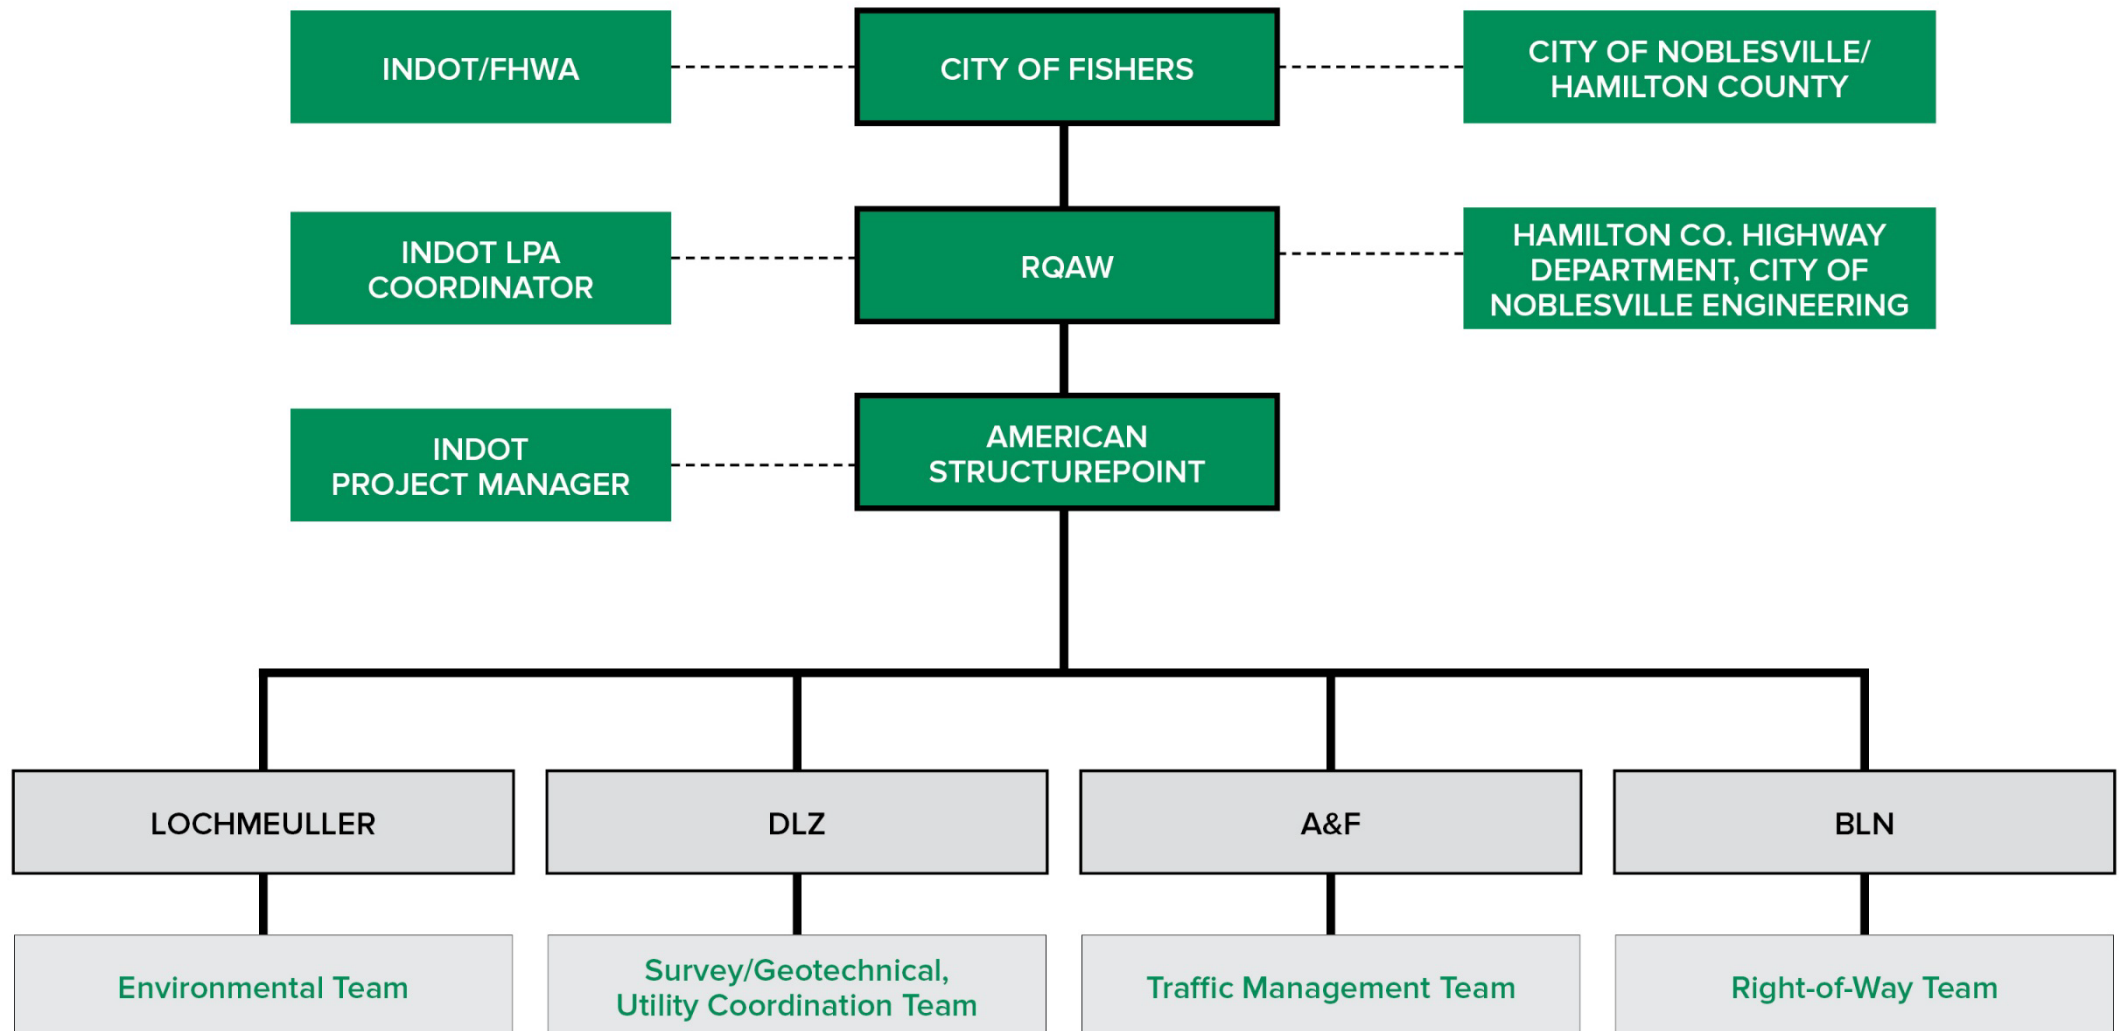 INDOT/FHWA
CITY OF FISHERS
CITY OF NOBLESVILLE/
HAMILTON COUNTY
INDOT LPA
COORDINATOR
RQAW
HAMILTON CO. HIGHWAY
DEPARTMENT, CITY OF
NOBLESVILLE ENGINEERING
INDOT
PROJECT MANAGER
AMERICAN
STRUCTUREPOINT
LOCHMEULLER
DLZ
A&F
BLN
Environmental Team
Survey/Geotechnical,
Utility Coordination Team
Traffic Management Team
Right-of-Way Team